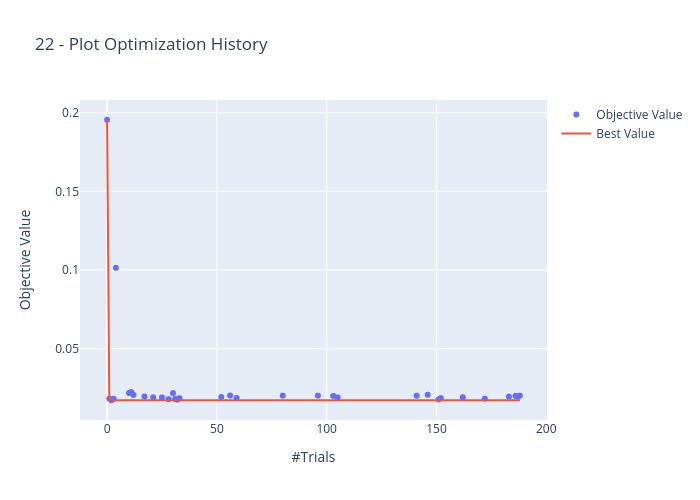 22 - Plot Optimization History
Objective Value
Best Value
0.2
0.15
0.1
0.05
Objective Value
0
50
100
150
200
#Trials